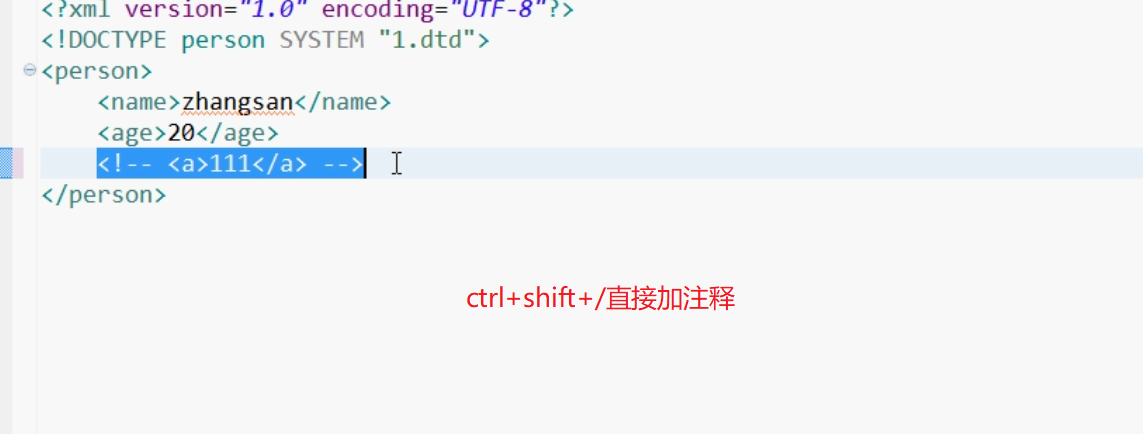 <?xml version="1.0" encoding="UTF-8"?>
<!DOCTYPE person SYSTEM "1.dtd">
<person>
    <name>zhangsan</name>
    <age>20</age>
    <!-- <a>111</a> -->
</person>
ctrl+shift+/直接加注释